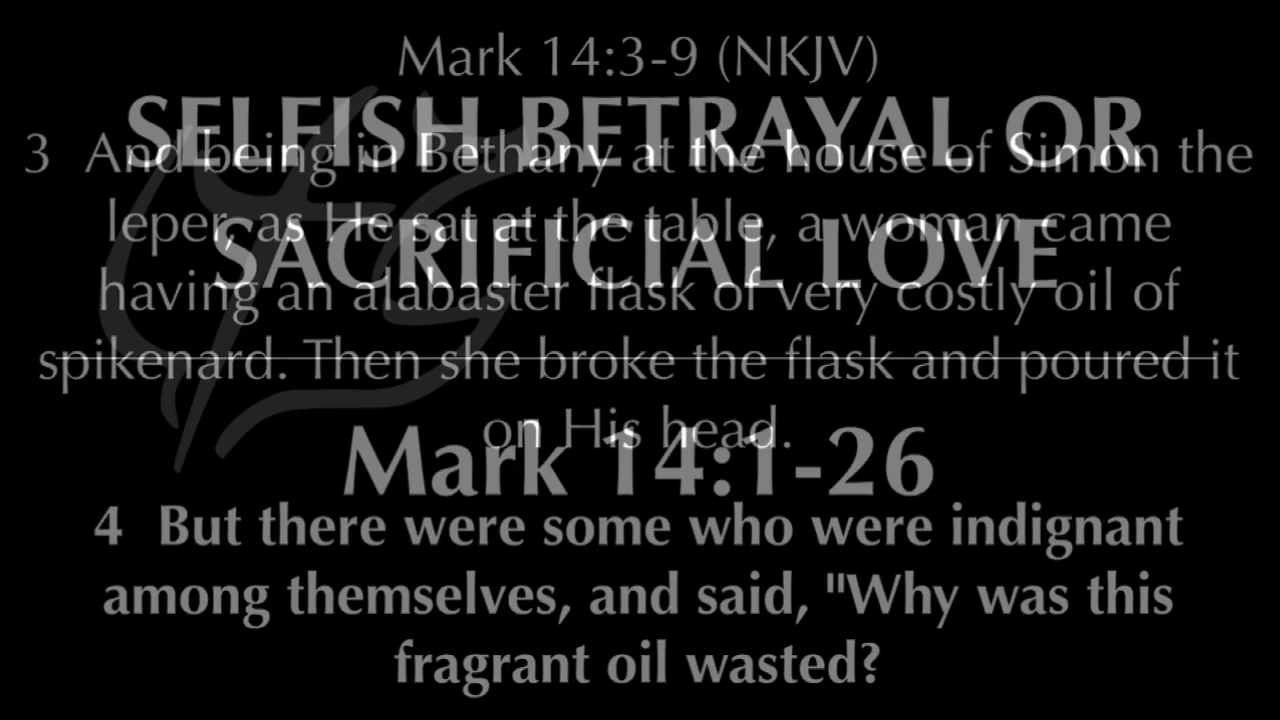 Mark 14:3-9 (NKJV)
SELFISH BETRAYAL OR
3 And being in Bethany at the house of Simon the
leper, as He sat at the table, a woman came
SACRIFICIAL LOVE
having an alabaster flask of very costly oil of
spikenard. Then she broke the flask and poured it
on His head.
Mark 14:1-26
4 But there were some who were indignant
among themselves, and said, "Why was this
fragrant oil wasted?